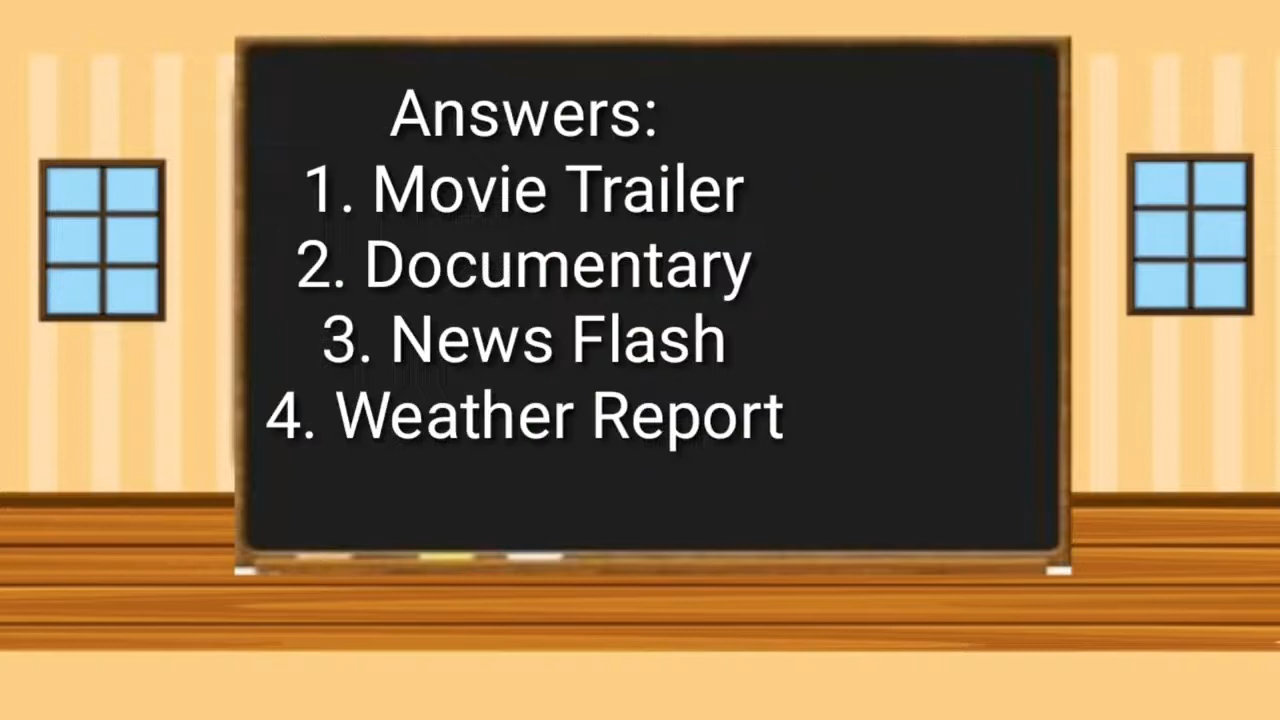 Answers:
1. Movie Trailer
2. Documentary
3. News Flash
4. Weather Report